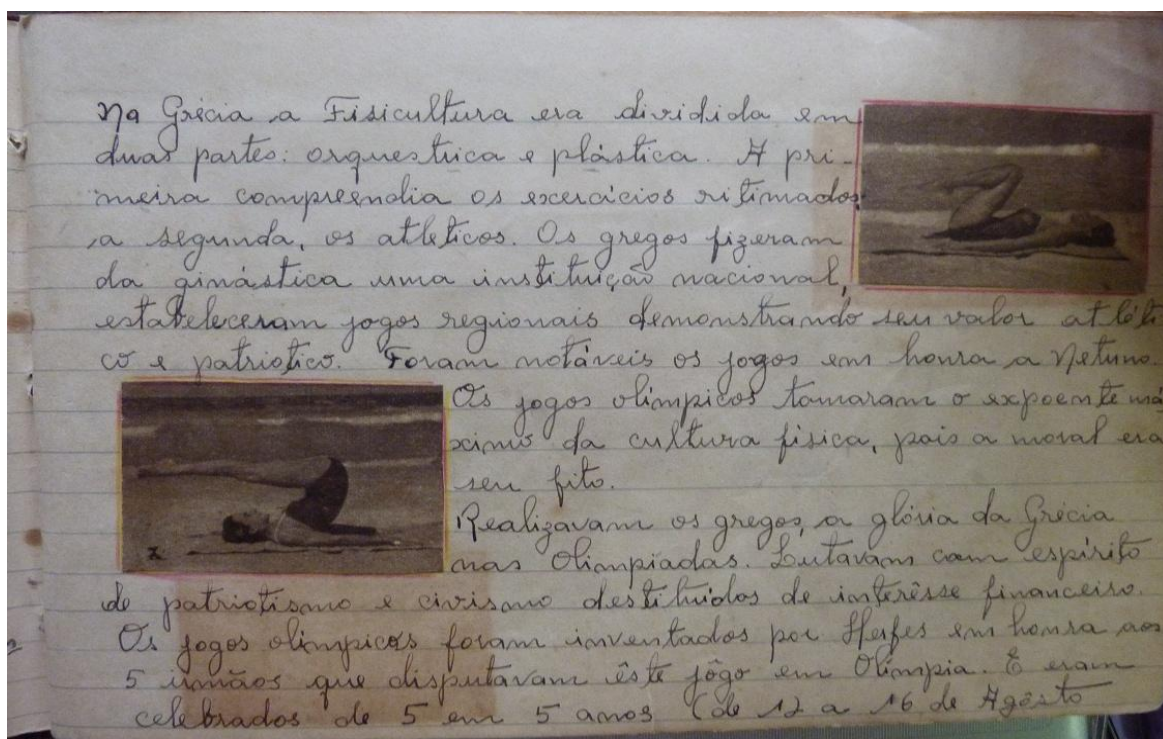 Na Grécia a Fisicultura era dividida em
duas partes: orquestrica e plástica. A pri-
meira compreendia os exercícios ritimados,
a segunda, os atleticos. Os gregos fizeram
da ginástica uma instituição nacional,
estabeleceram jogos regionais demonstrando seu valor atléti
co e patriotico. Foram notáveis os jogos em honra a Netuno.
Os jogos olimpicos tomaram o expoente má
ximo da cultura física, pois a moral era
seu fito.
Realizavam os gregos, a glória da Grécia
nas Olimpíadas. Lutavam com espírito
de patriotismo e civismo destituidos de interêsse financeiro.
Os jogos olimpicos foram inventados por em honra aos
5 irmãos que disputavam êste jôgo em Olímpia. E eram
celebrados de 5 em 5 anos (de 12 a 16 de Agôsto